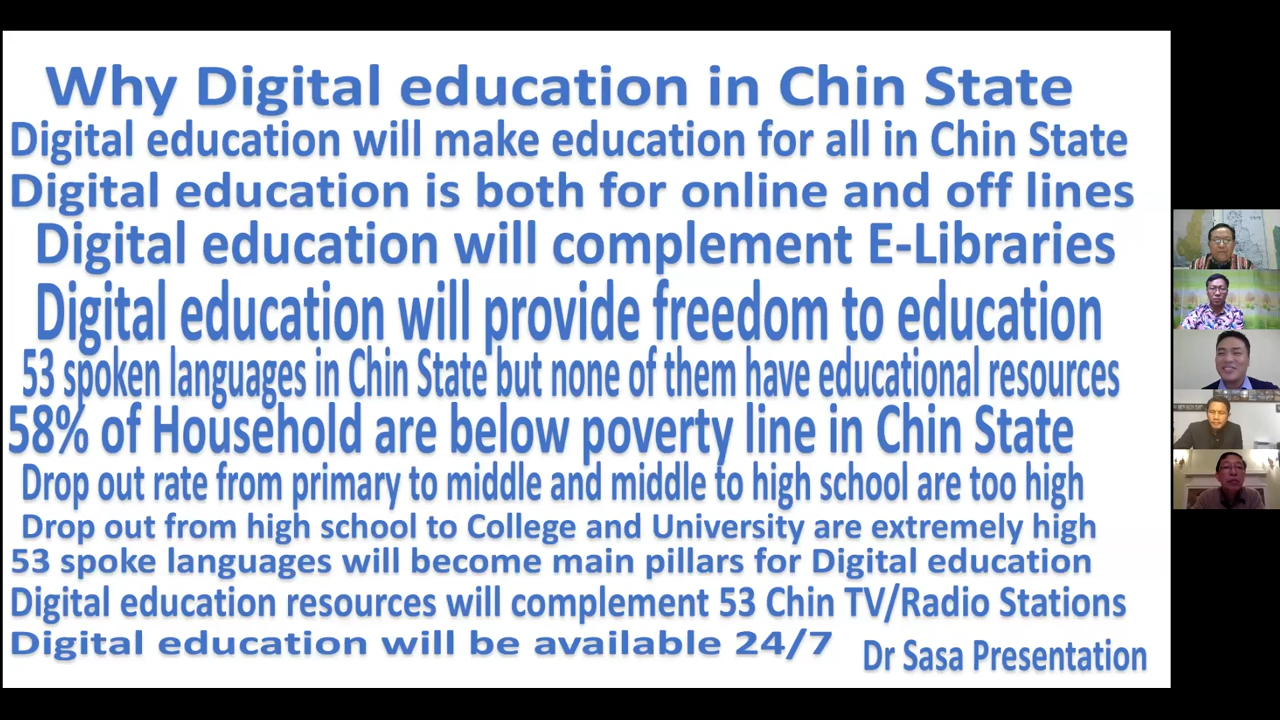 Why Digital education in Chin State
Digital education will make education for all in Chin State
Digital education is both for online and off lines
Digital education will complement E-Libraries
Digital education will provide freedom to education
53 spoken languages in Chin State but none of them have educational resources
58% of Household are below poverty line in Chin State
Drop out rate from primary to middle and middle to high school are too high
Drop out from high school to College and University are extremely high
53 spoke languages will become main pillars for Digital education
Digital education resources will complement 53 Chin TV/Radio Stations
Digital education will be available 24/7
Dr Sasa Presentation